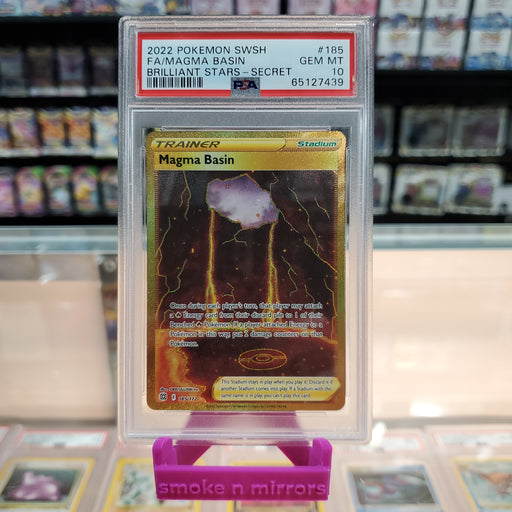 2022 POKEMON SWSH #185
FA/MAGMA BASIN GEM MT
BRILLIANT STARS - SECRET 10
PSA 65127439
TRAINER Stadium
Magma Basin
Once during each player's turn, that player may attach
a Energy card from their discard pile to 1 of their
Benched Pokémon. If a player attached Energy to a
Pokémon in this way, put 2 damage counters on that
Pokémon.
This Stadium stays in play when you play it. Discard it if
another Stadium comes into play. If a Stadium with the
same name is in play, you can't play this card.
185/172
smoke n mirrors